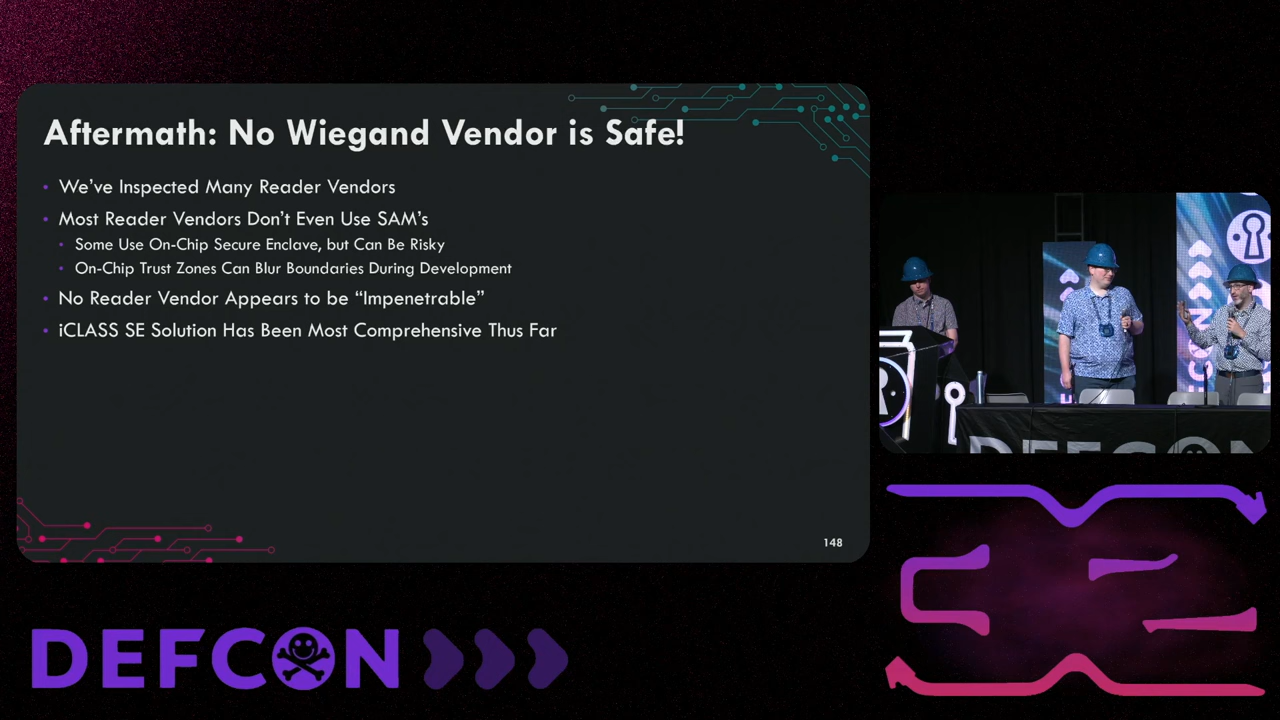 Aftermath: No Wiegand Vendor is Safe!
• We've Inspected Many Reader Vendors
• Most Reader Vendors Don't Even Use SAM's
• Some Use On-Chip Secure Enclave, but Can Be Risky
• On-Chip Trust Zones Can Blur Boundaries During Development
• No Reader Vendor Appears to be "Impenetrable"
• iCLASS SE Solution Has Been Most Comprehensive Thus Far
148
DEFCON
DEFCON